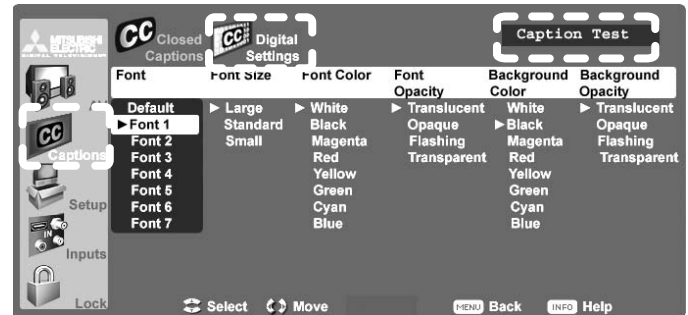 MITSUBISHI
ELECTRIC
DIGITAL TELEVISION
CC Closed
Captions
CC Digital
Settings
Caption Test
Font
Font Size
Font Color
Font
Opacity
Background
Color
Background
Opacity
Default
Large
White
Translucent
White
Translucent
Font 1
Standard
Black
Opaque
Black
Opaque
Font 2
Small
Magenta
Flashing
Magenta
Flashing
Font 3
Red
Transparent
Red
Transparent
Font 4
Yellow
Yellow
Font 5
Green
Green
Font 6
Cyan
Cyan
Font 7
Blue
Blue
CC
Captions
Setup
IN
Inputs
Lock
Select
Move
MENU Back
INFO Help